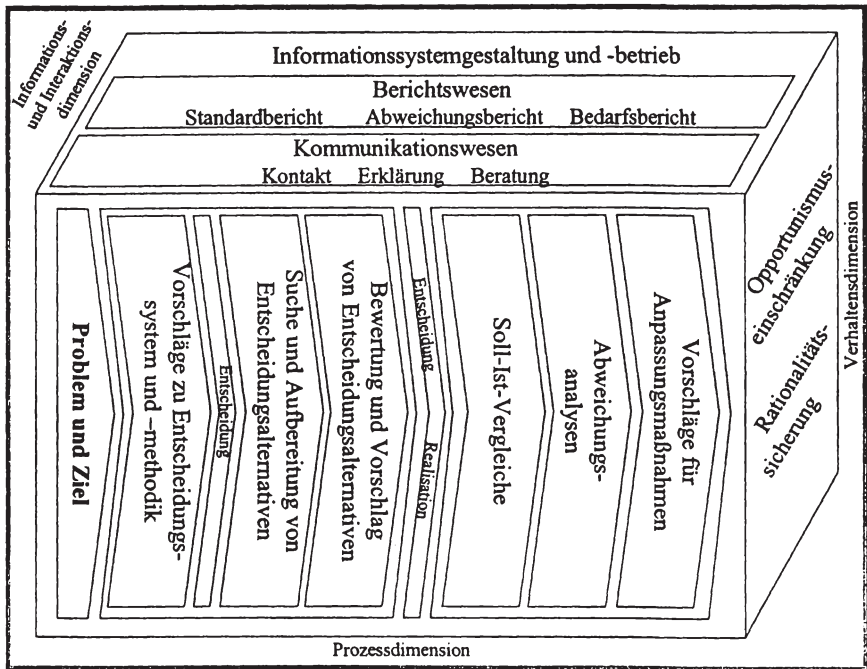 Informations-
und Interaktions-
dimension
Informationssystemgestaltung und -betrieb
Berichtswesen
Standardbericht Abweichungsbericht Bedarfsbericht
Kommunikationswesen
Kontakt Erklärung Beratung
Problem und Ziel
Vorschläge zu Entscheidungs-
system und –methodik
Entscheidung
Suche und Aufbereitung von
Entscheidungsalternativen
Bewertung und Vorschlag
von Entscheidungsalternativen
Entscheidung
Realisation
Soll-Ist-Vergleiche
Abweichungs-
analysen
Vorschläge für
Anpassungsmaßnahmen
Opportunismus-
einschränkung
Rationalitäts-
sicherung
Verhaltensdimension
Prozessdimension